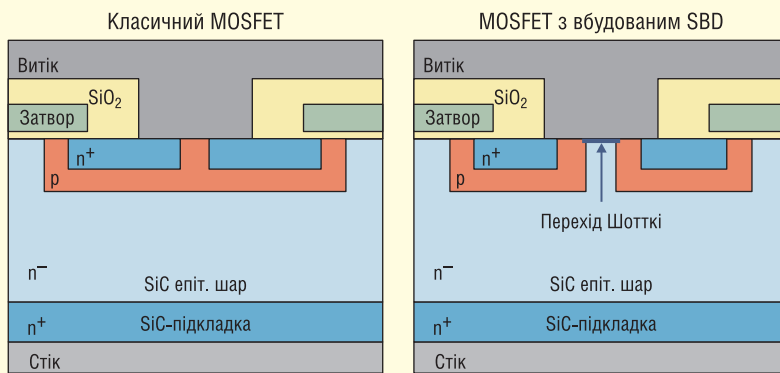 Класичний MOSFET
Витік
SiO₂
Затвор
n⁺
p
n⁻
SiC епіт. шар
n⁺
SiC-підкладка
Стік
MOSFET з вбудованим SBD
Витік
SiO₂
Затвор
n⁺
p
Перехід Шотткі
n⁻
SiC епіт. шар
n⁺
SiC-підкладка
Стік